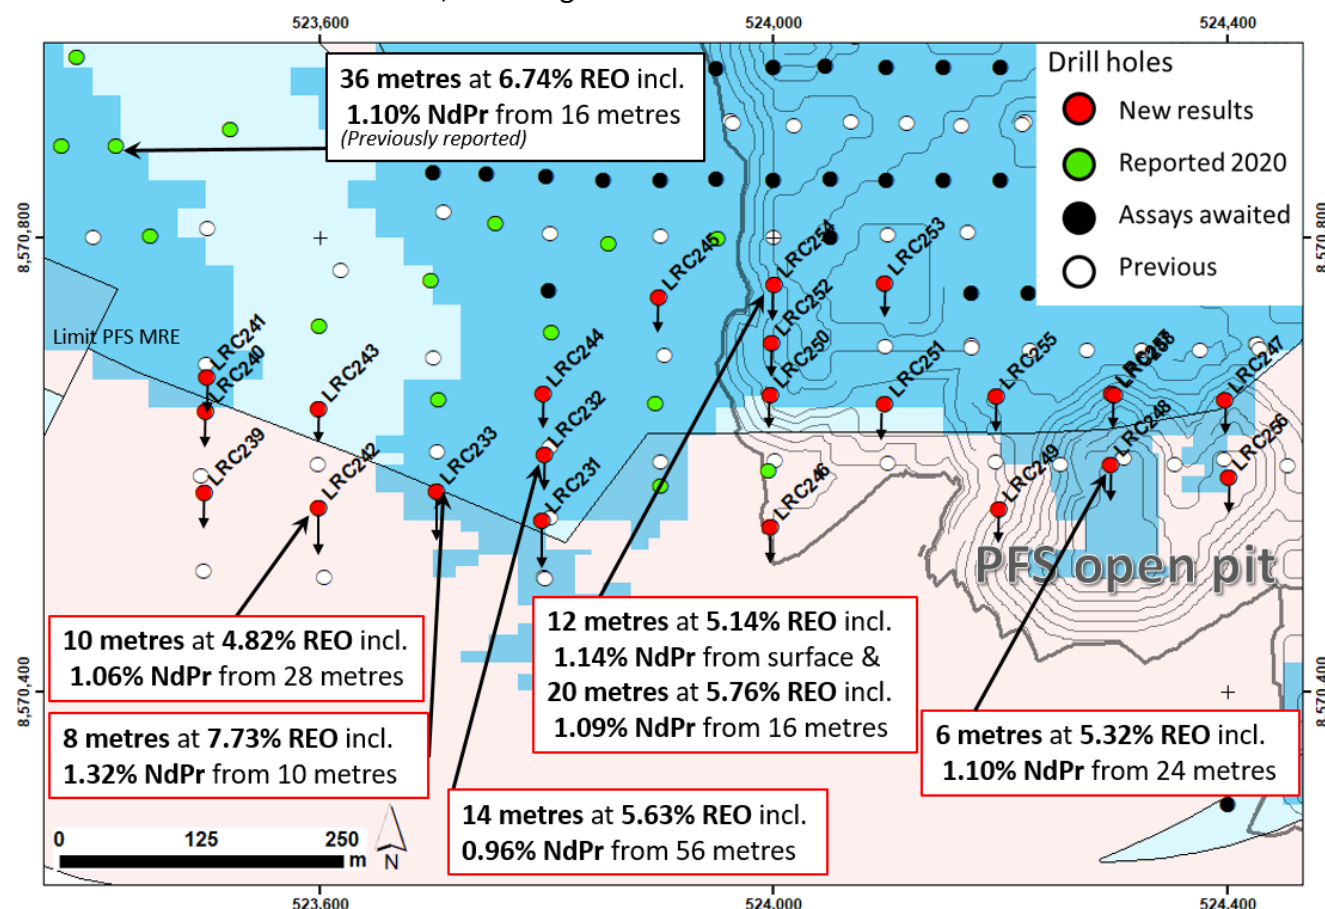 523,600
524,000
524,400
36 metres at 6.74% REO incl.
1.10% NdPr from 16 metres
(Previously reported)
Drill holes
New results
Reported 2020
Assays awaited
Previous
8,570,800
8,570,800
Limit PFS MRE
LRC241
LRC240
LRC239
LRC243
LRC242
LRC233
LRC244
LRC232
LRC231
LRC245
LRC254
LRC252
LRC250
LRC246
LRC253
LRC251
LRC255
LRC249
LRC248
LRC247
LRC256
PFS open pit
10 metres at 4.82% REO incl.
1.06% NdPr from 28 metres
8 metres at 7.73% REO incl.
1.32% NdPr from 10 metres
14 metres at 5.63% REO incl.
0.96% NdPr from 56 metres
12 metres at 5.14% REO incl.
1.14% NdPr from surface &
20 metres at 5.76% REO incl.
1.09% NdPr from 16 metres
6 metres at 5.32% REO incl.
1.10% NdPr from 24 metres
8,570,400
8,570,400
0 125 250
m
N
523,600
524,000
524,400